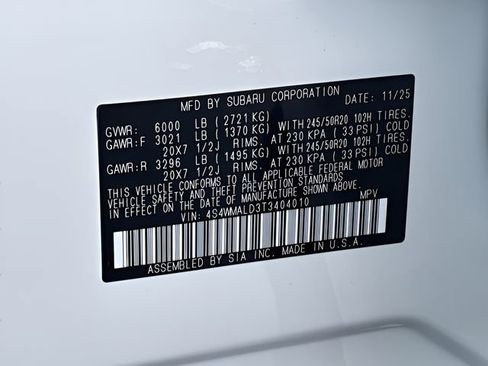 MFD BY SUBARU CORPORATION DATE: 11/25
GVWR: 6000 LB (2721 KG)
GAWR:F 3021 LB (1370 KG) WITH 245/50R20 102H TIRES.
20X7 1/2J RIMS. AT 230 KPA (33 PSI) COLD
GAWR:R 3296 LB (1495 KG) WITH 245/50R20 102H TIRES.
20X7 1/2J RIMS. AT 230 KPA (33 PSI) COLD
THIS VEHICLE CONFORMS TO ALL APPLICABLE FEDERAL MOTOR
VEHICLE SAFETY AND THEFT PREVENTION STANDARDS
IN EFFECT ON THE DATE OF MANUFACTURE SHOWN ABOVE.
VIN: 4S4WMALD3T3404010 MPV
ASSEMBLED BY SIA INC. MADE IN U.S.A.